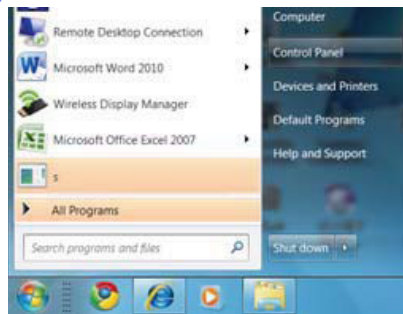 Remote Desktop Connection
Microsoft Word 2010
Wireless Display Manager
Microsoft Office Excel 2007
s
All Programs
Search programs and files
Computer
Control Panel
Devices and Printers
Default Programs
Help and Support
Shut down